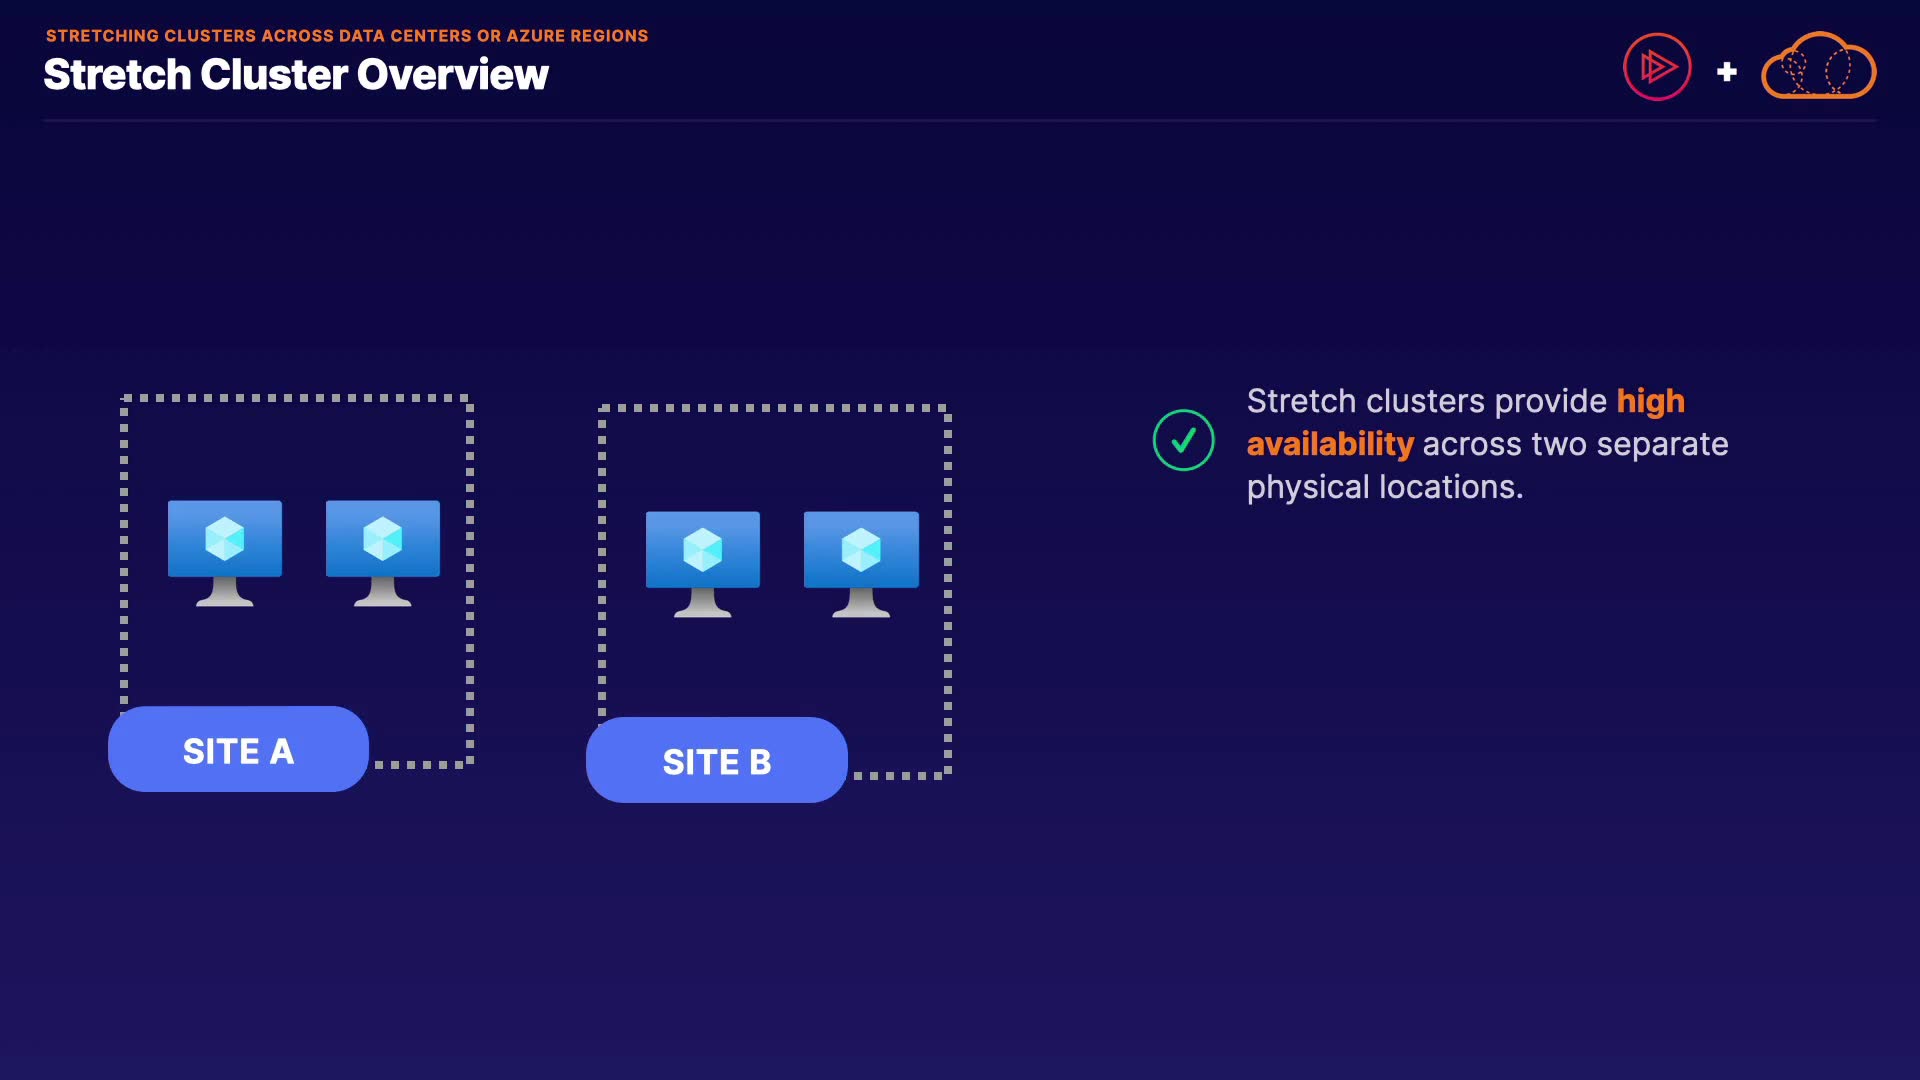 STRETCHING CLUSTERS ACROSS DATA CENTERS OR AZURE REGIONS
Stretch Cluster Overview
Stretch clusters provide high
availability across two separate
physical locations.
SITE A
SITE B